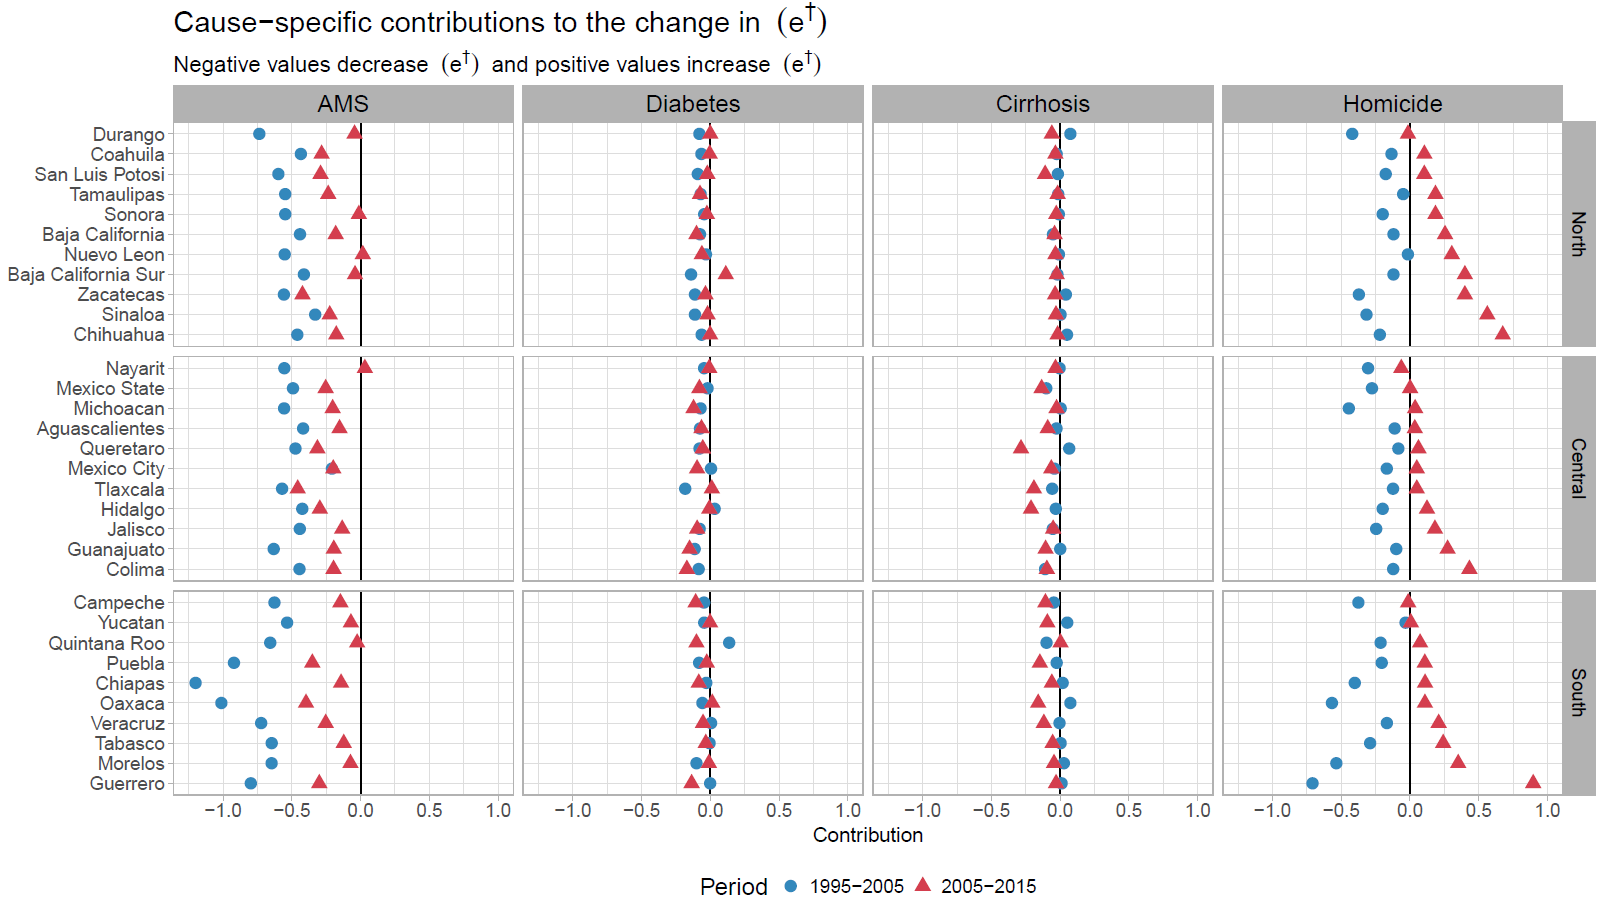 Cause−specific contributions to the change in (e†)
Negative values decrease (e†) and positive values increase (e†)
AMS
Diabetes
Cirrhosis
Homicide
Durango
Coahuila
San Luis Potosi
Tamaulipas
Sonora
Baja California
Nuevo Leon
Baja California Sur
Zacatecas
Sinaloa
Chihuahua
North
Nayarit
Mexico State
Michoacan
Aguascalientes
Queretaro
Mexico City
Tlaxcala
Hidalgo
Jalisco
Guanajuato
Colima
Central
Campeche
Yucatan
Quintana Roo
Puebla
Chiapas
Oaxaca
Veracruz
Tabasco
Morelos
Guerrero
South
−1.0 −0.5 0.0 0.5 1.0
−1.0 −0.5 0.0 0.5 1.0
−1.0 −0.5 0.0 0.5 1.0
−1.0 −0.5 0.0 0.5 1.0
Contribution
Period 1995−2005 2005−2015